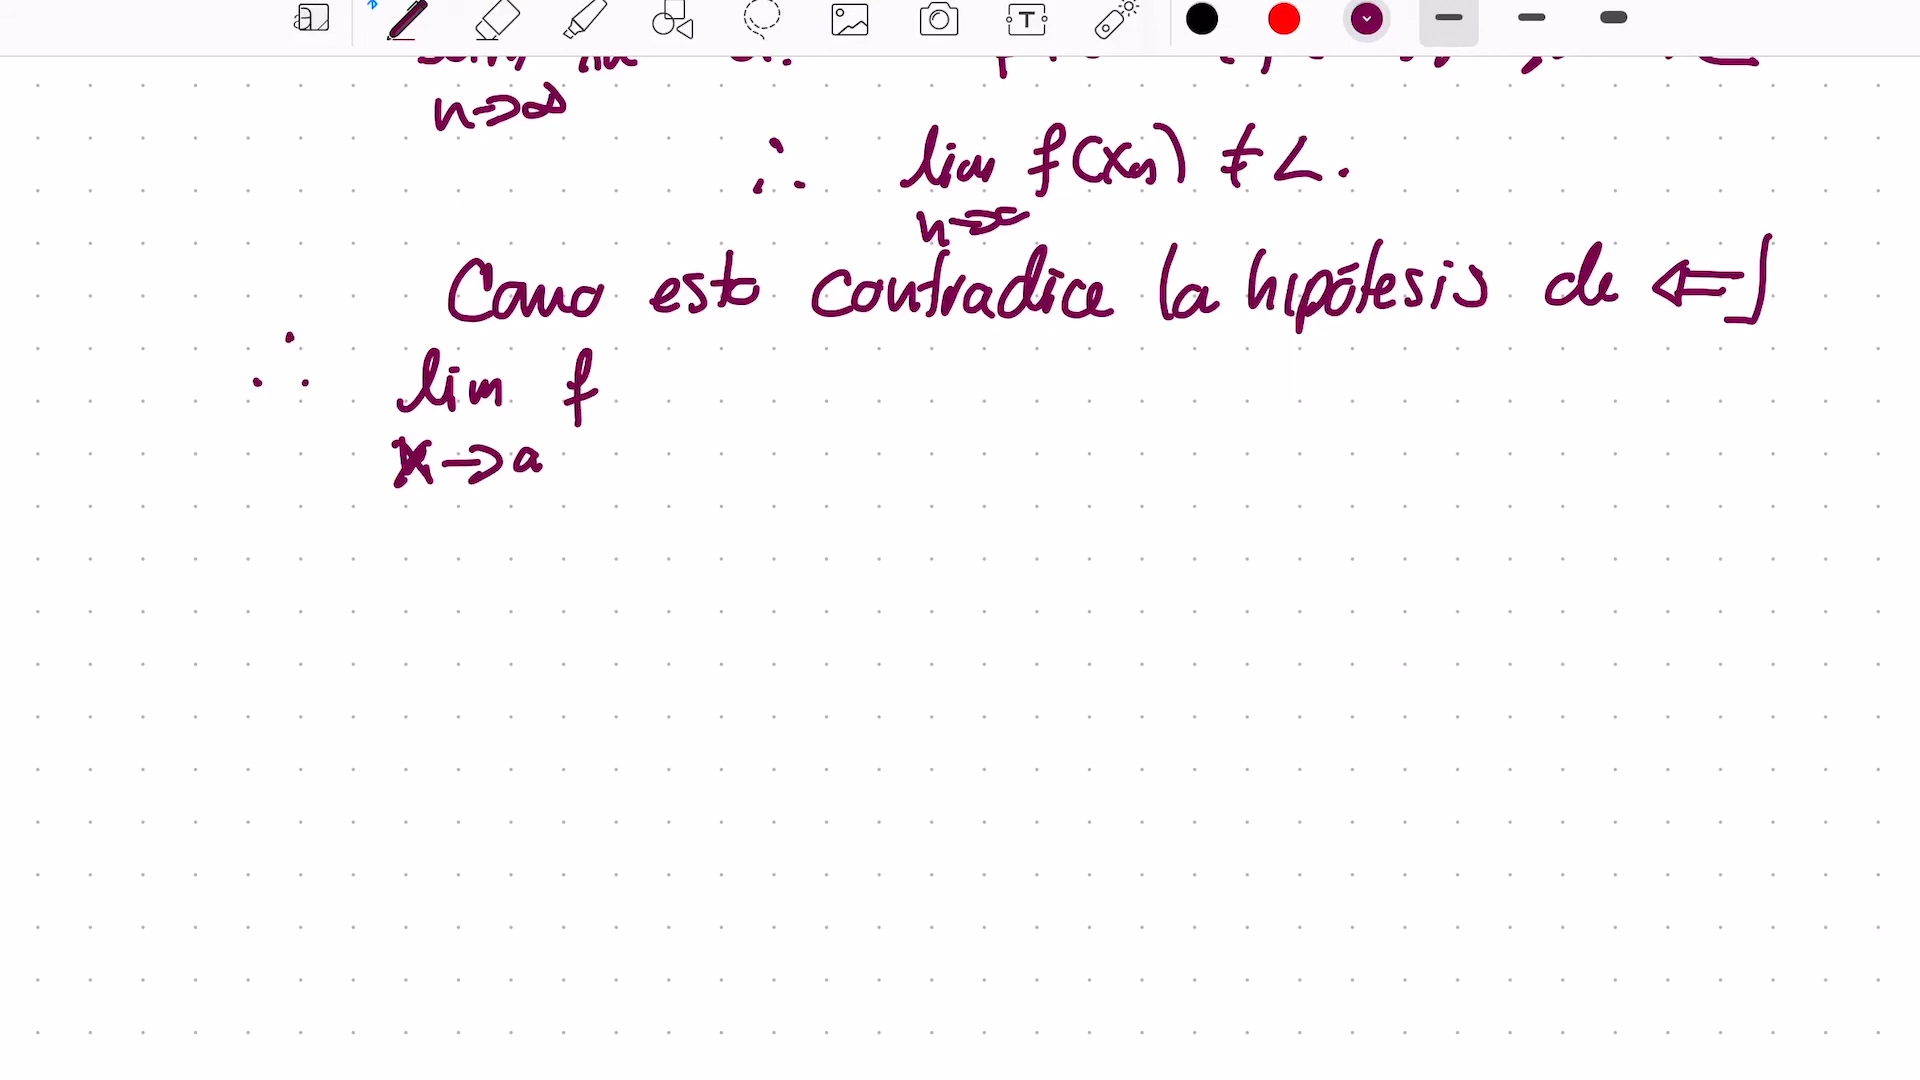 n→∞
∴ lim f(xₙ) ≠ L.
n→∞
Como esto contradice la hipótesis de ⇐]
∴ lim f
x→a